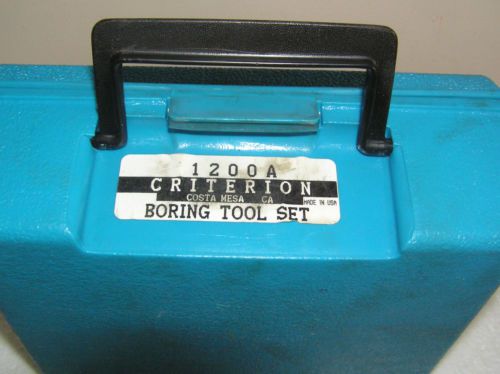 1200A
CRITERION
COSTA MESA CA
MADE IN USA
BORING TOOL SET